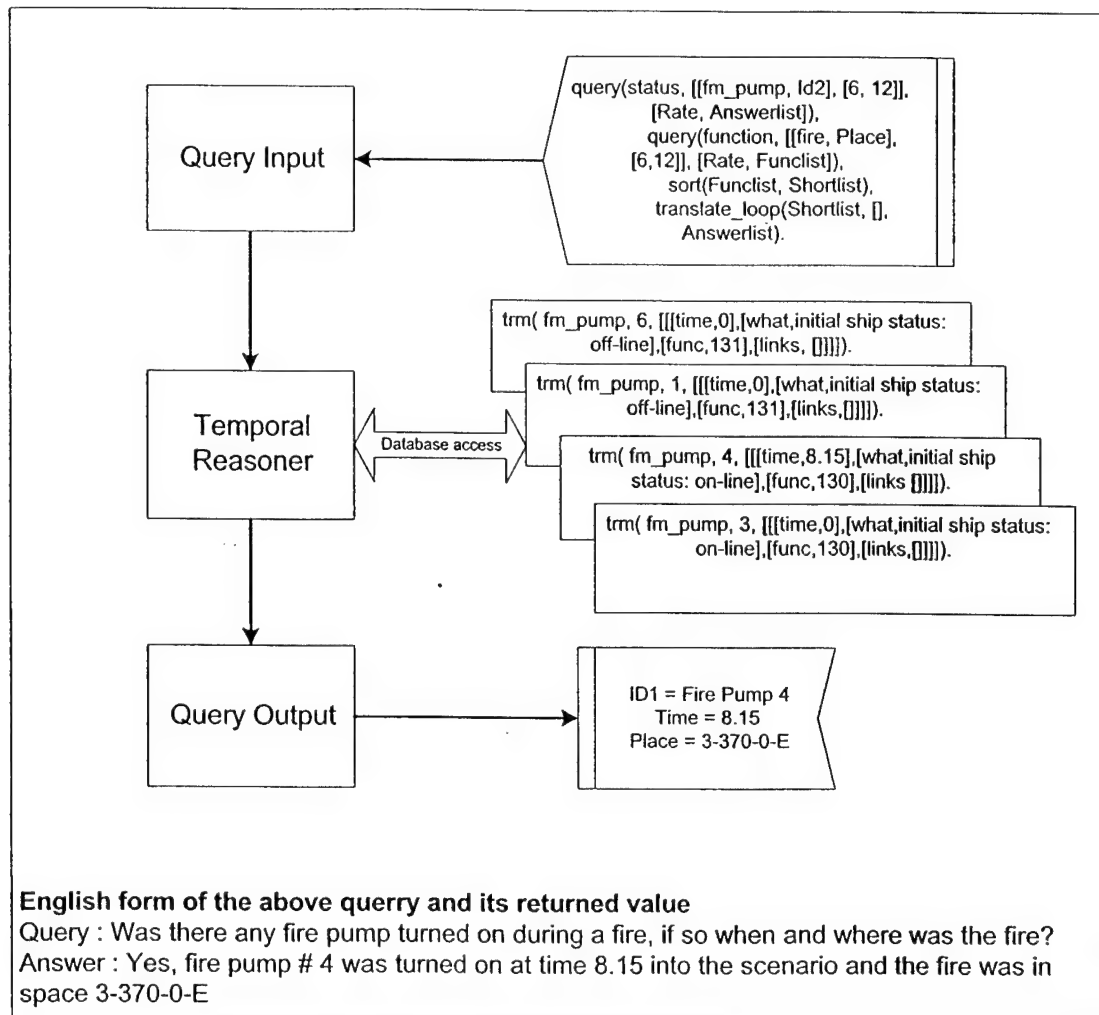 Query Input
query(status, [[fm_pump, Id2], [6, 12]],
[Rate, Answerlist]),
query(function, [[fire, Place],
[6,12]], [Rate, Funclist]),
sort(Funclist, Shortlist),
translate_loop(Shortlist, [],
Answerlist).
Temporal
Reasoner
Database access
trm( fm_pump, 6, [[[time,0],[what,initial ship status:
off-line],[func,131],[links, []]]]).
trm( fm_pump, 1, [[[time,0],[what,initial ship status:
off-line],[func,131],[links,[]]]]).
trm( fm_pump, 4, [[[time,8.15],[what,initial ship
status: on-line],[func,130],[links []]]]).
trm( fm_pump, 3, [[[time,0],[what,initial ship status:
on-line],[func,130],[links,[]]]]).
Query Output
ID1 = Fire Pump 4
Time = 8.15
Place = 3-370-0-E
English form of the above querry and its returned value
Query : Was there any fire pump turned on during a fire, if so when and where was the fire?
Answer : Yes, fire pump # 4 was turned on at time 8.15 into the scenario and the fire was in
space 3-370-0-E